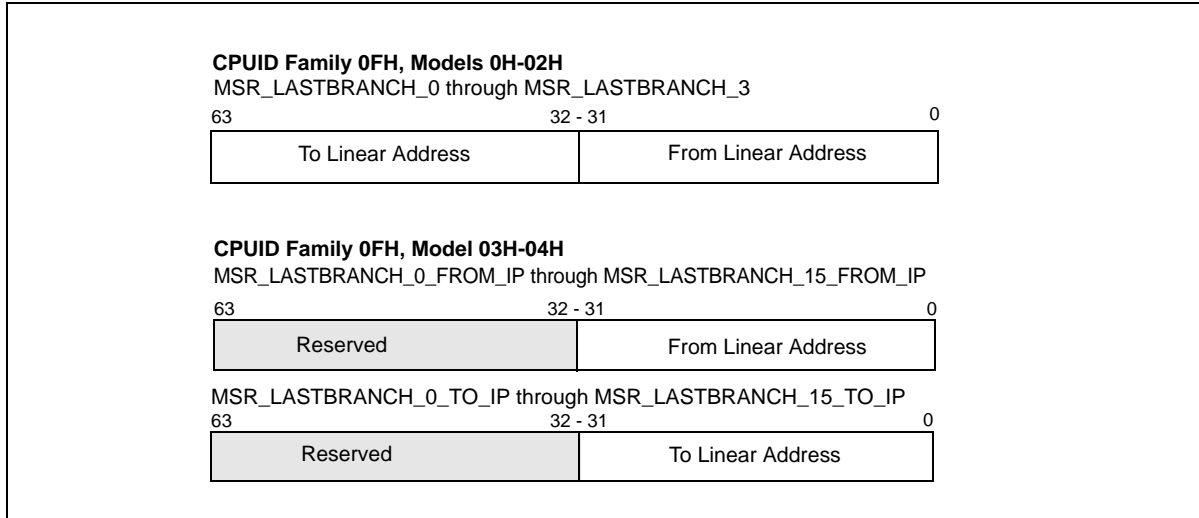 CPUID Family 0FH, Models 0H-02H
MSR_LASTBRANCH_0 through MSR_LASTBRANCH_3
63 32 - 31 0
To Linear Address From Linear Address
CPUID Family 0FH, Model 03H-04H
MSR_LASTBRANCH_0_FROM_IP through MSR_LASTBRANCH_15_FROM_IP
63 32 - 31 0
Reserved From Linear Address
MSR_LASTBRANCH_0_TO_IP through MSR_LASTBRANCH_15_TO_IP
63 32 - 31 0
Reserved To Linear Address